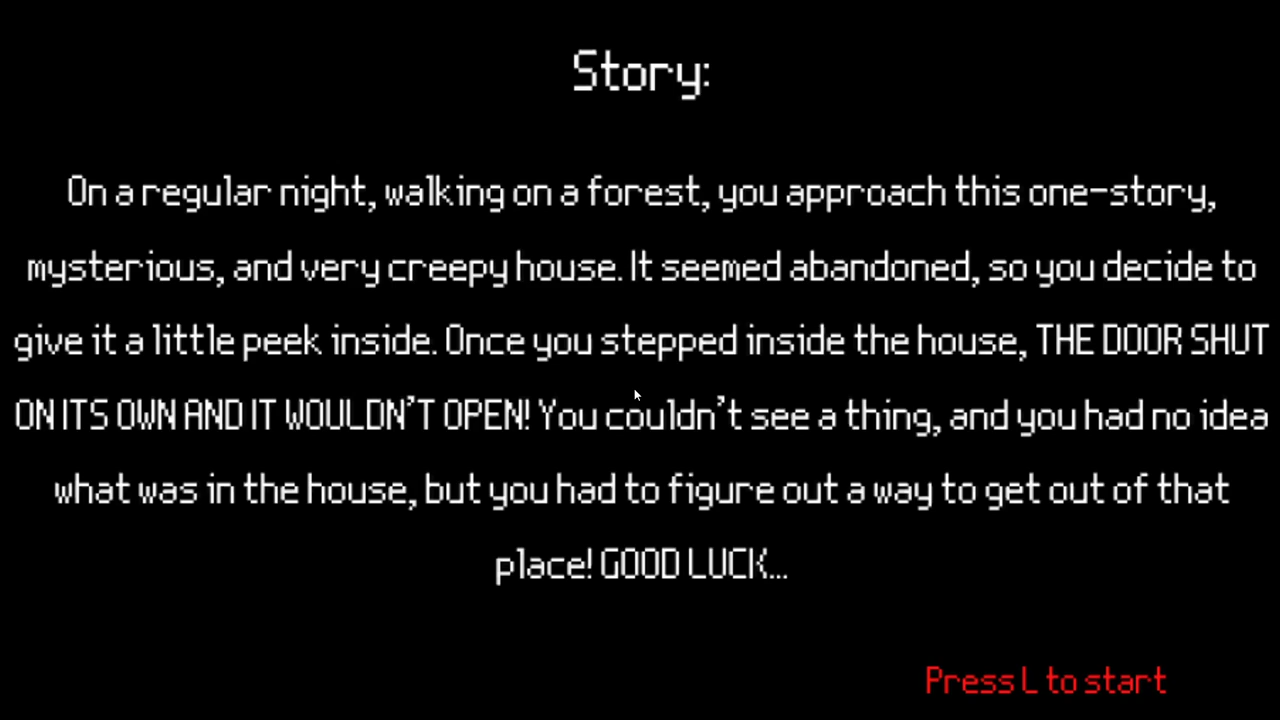 Story:
On a regular night, walking on a forest, you approach this one-story,
mysterious, and very creepy house. It seemed abandoned, so you decide to
give it a little peek inside. Once you stepped inside the house, THE DOOR SHUT
ON ITS OWN AND IT WOULDN'T OPEN! You couldn't see a thing, and you had no idea
what was in the house, but you had to figure out a way to get out of that
place! GOOD LUCK...
Press L to start